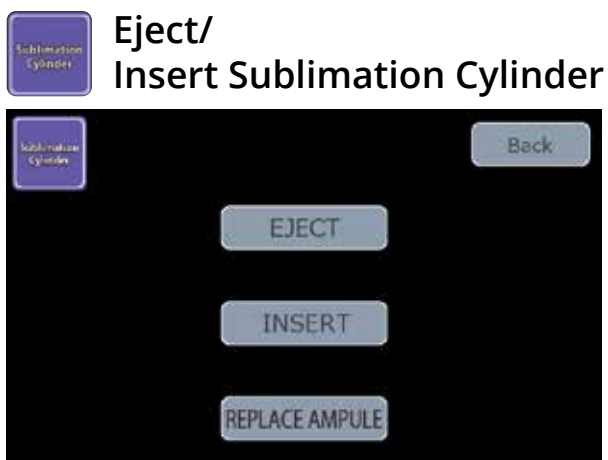 Sublimation
Cylinder
Eject/
Insert Sublimation Cylinder
Sublimation
Cylinder
Back
EJECT
INSERT
REPLACE AMPULE